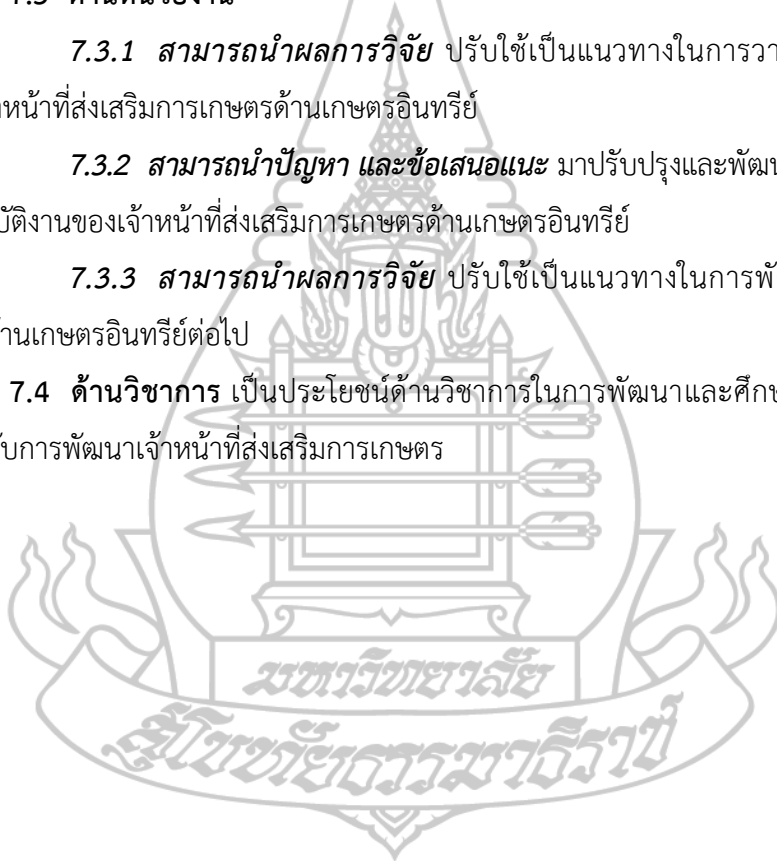 7.3 ด้านหน่วยงาน
7.3.1 สามารถนำผลการวิจัย ปรับใช้เป็นแนวทางในการวา
าหน้าที่ส่งเสริมการเกษตรด้านเกษตรอินทรีย์
7.3.2 สามารถนำปัญหา และข้อเสนอแนะ มาปรับปรุงและพัฒน
บัติงานของเจ้าหน้าที่ส่งเสริมการเกษตรด้านเกษตรอินทรีย์
7.3.3 สามารถนำผลการวิจัย ปรับใช้เป็นแนวทางในการพั
ด้านเกษตรอินทรีย์ต่อไป
7.4 ด้านวิชาการ เป็นประโยชน์ด้านวิชาการในการพัฒนาและศึกษ
ับการพัฒนาเจ้าหน้าที่ส่งเสริมการเกษตร
มหาวิทยาลัย
สุโขทัยธรรมาธิราช